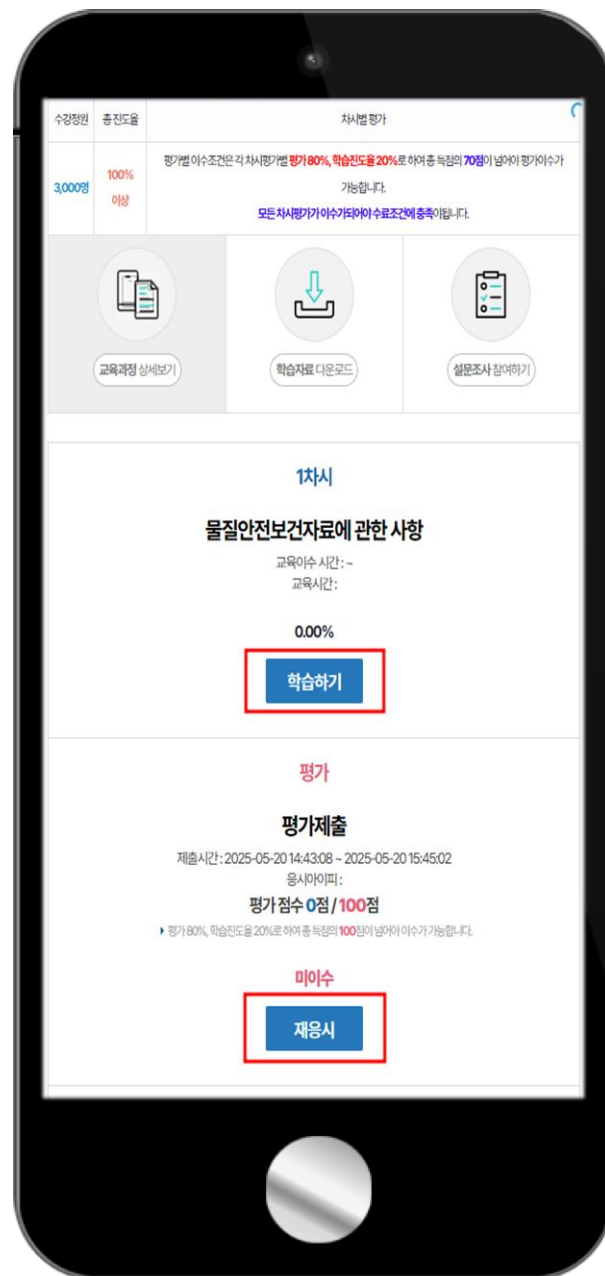 수강정원 총 진도율 차시별 평가
평가별 이수조건은 각 차시평가별 평가 80%, 학습진도율 20%로 하여 총 득점의 70점이 넘어야 평가이수가
3,000명 100%
이상 가능합니다.
모든 차시평가가 이수가되어야 수료조건에 충족이됩니다.
교육과정 상세보기 학습자료 다운로드 설문조사 참여하기
1차시
물질안전보건자료에 관한 사항
교육이수 시간 : ~
교육시간 :
0.00%
학습하기
평가
평가제출
제출시간 : 2025-05-20 14:43:08 ~ 2025-05-20 15:45:02
응시아이피 :
평가 점수 0점 / 100점
평가 80%, 학습진도율 20%로 하여 총 득점의 100점이 넘어야 이수가 가능합니다.
미이수
재응시